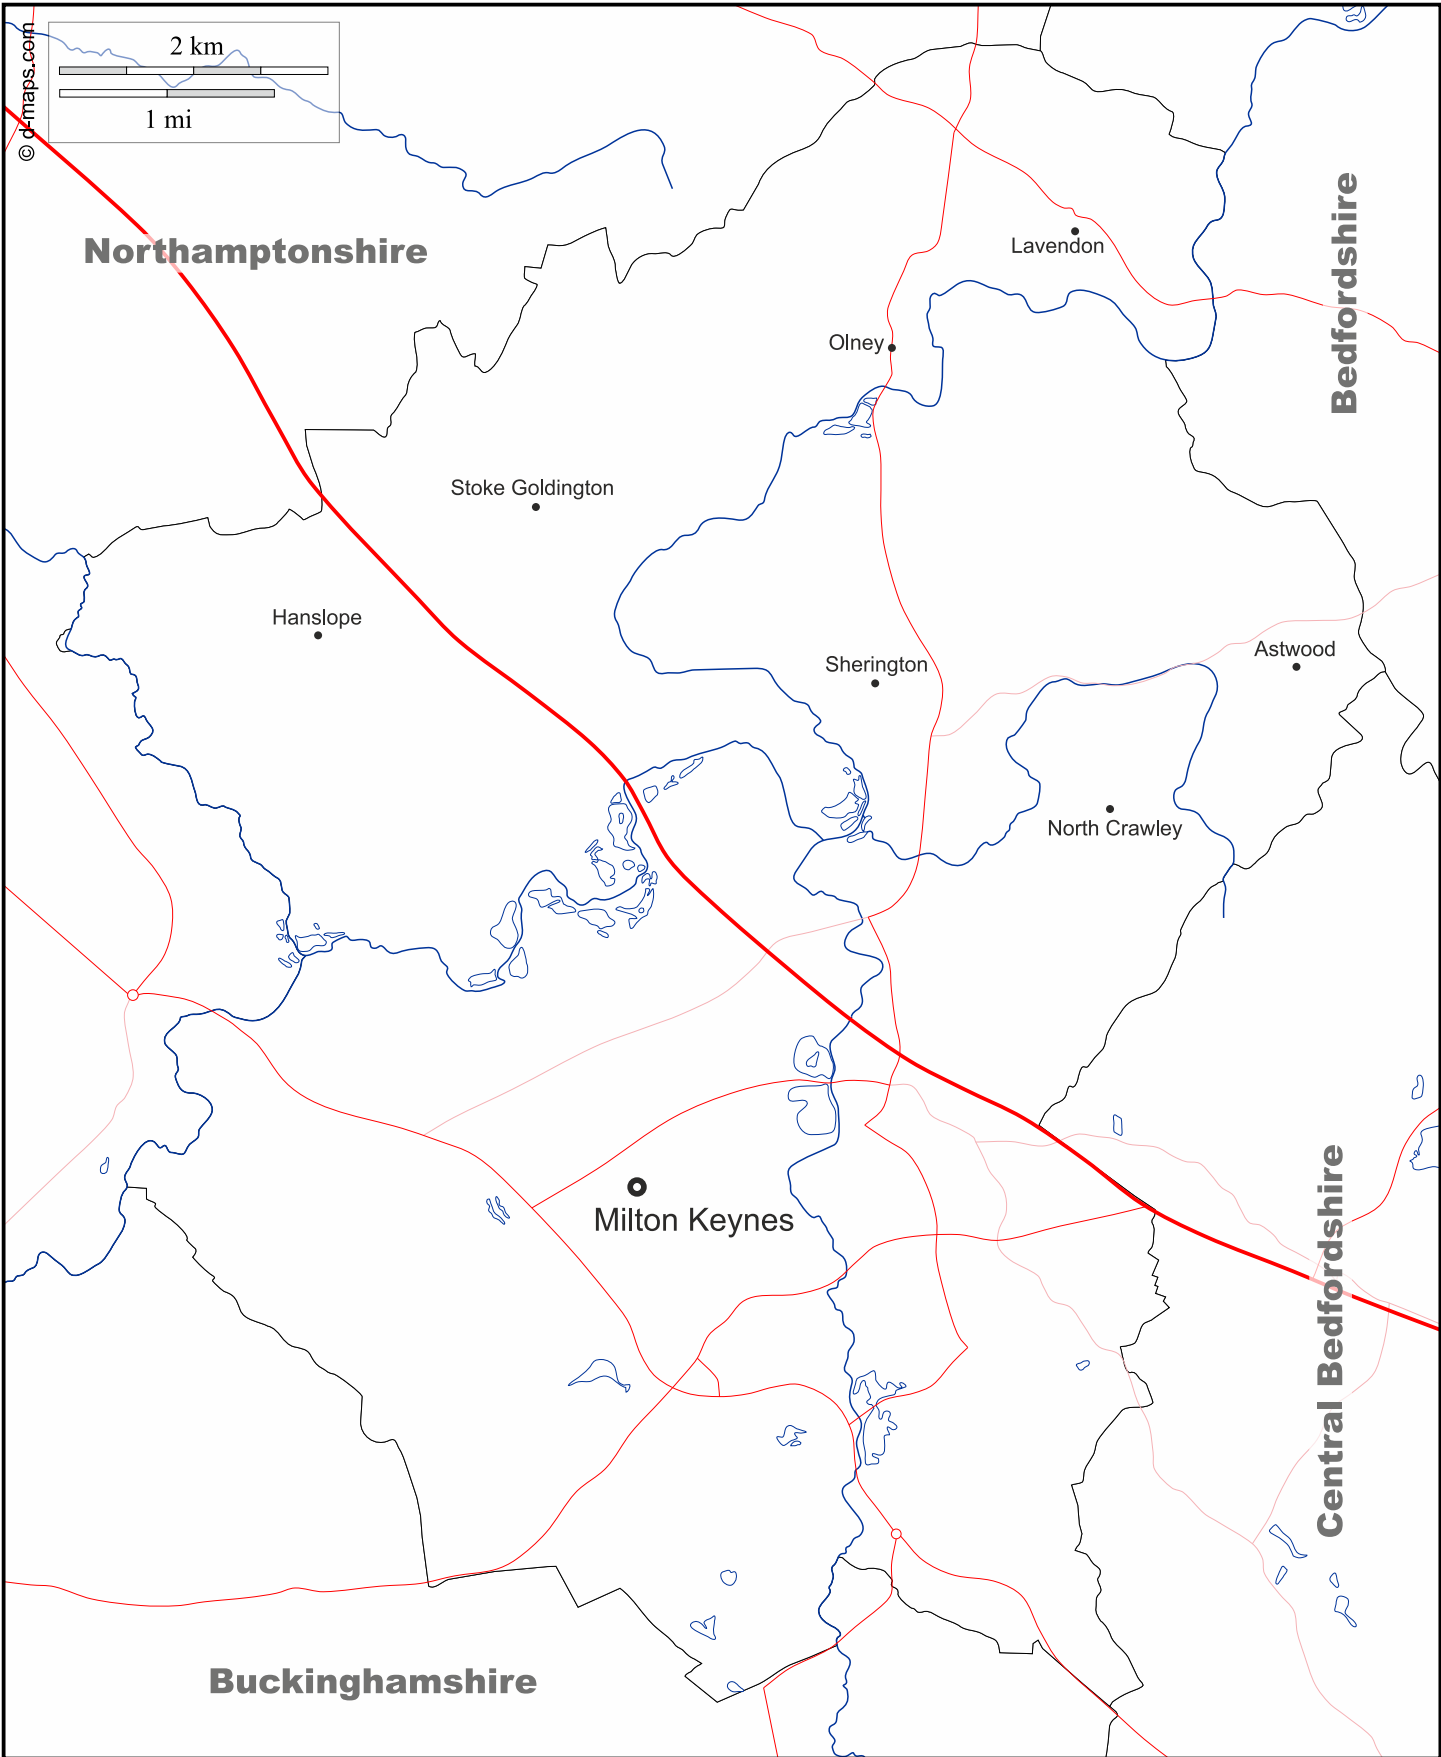 © d-maps.com
2 km
1 mi
Northamptonshire
Bedfordshire
Lavendon
Olney
Stoke Goldington
Hanslope
Sherington
Astwood
North Crawley
Milton Keynes
Central Bedfordshire
Buckinghamshire